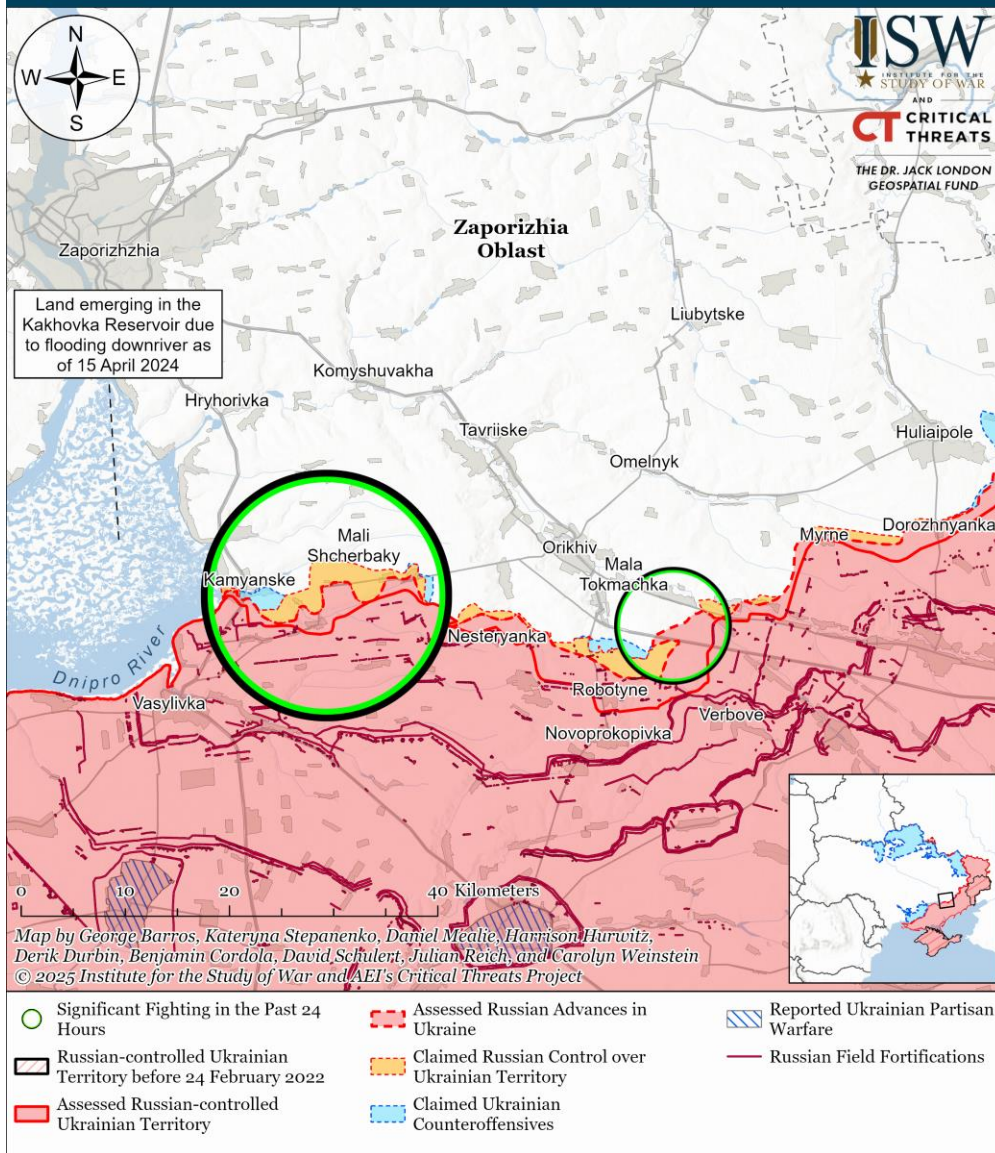 N
W E
S
ISW
INSTITUTE FOR THE
STUDY OF WAR
AND
CT CRITICAL
THREATS
THE DR. JACK LONDON
GEOSPATIAL FUND
Zaporizhia
Oblast
Zaporizhzhia
Land emerging in the
Kakhovka Reservoir due
to flooding downriver as
of 15 April 2024
Liubytske
Komyshuvakha
Hryhorivka
Tavriiske
Huliaipole
Omelnyk
Mali
Shcherbaky
Orikhiv
Myrne
Dorozhnyanka
Kamyanske
Mala
Tokmachka
Nesteryanka
Dnipro River
Robotyne
Vasylivka
Verbove
Novoprokopivka
0 10 20 40 Kilometers
Map by George Barros, Kateryna Stepanenko, Daniel Mealie, Harrison Hurwitz,
Derik Durbin, Benjamin Cordola, David Schulert, Julian Reich, and Carolyn Weinstein
© 2025 Institute for the Study of War and AEI's Critical Threats Project
Significant Fighting in the Past 24
Hours
Russian-controlled Ukrainian
Territory before 24 February 2022
Assessed Russian-controlled
Ukrainian Territory
Assessed Russian Advances in
Ukraine
Claimed Russian Control over
Ukrainian Territory
Claimed Ukrainian
Counteroffensives
Reported Ukrainian Partisan
Warfare
Russian Field Fortifications